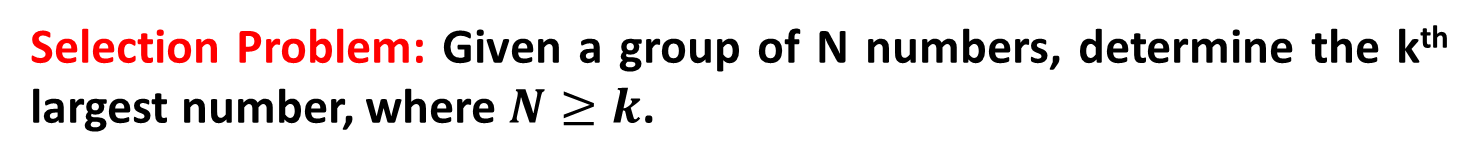 Selection Problem: Given a group of N numbers, determine the kᵗʰ
largest number, where 𝑵 ≥ 𝒌.